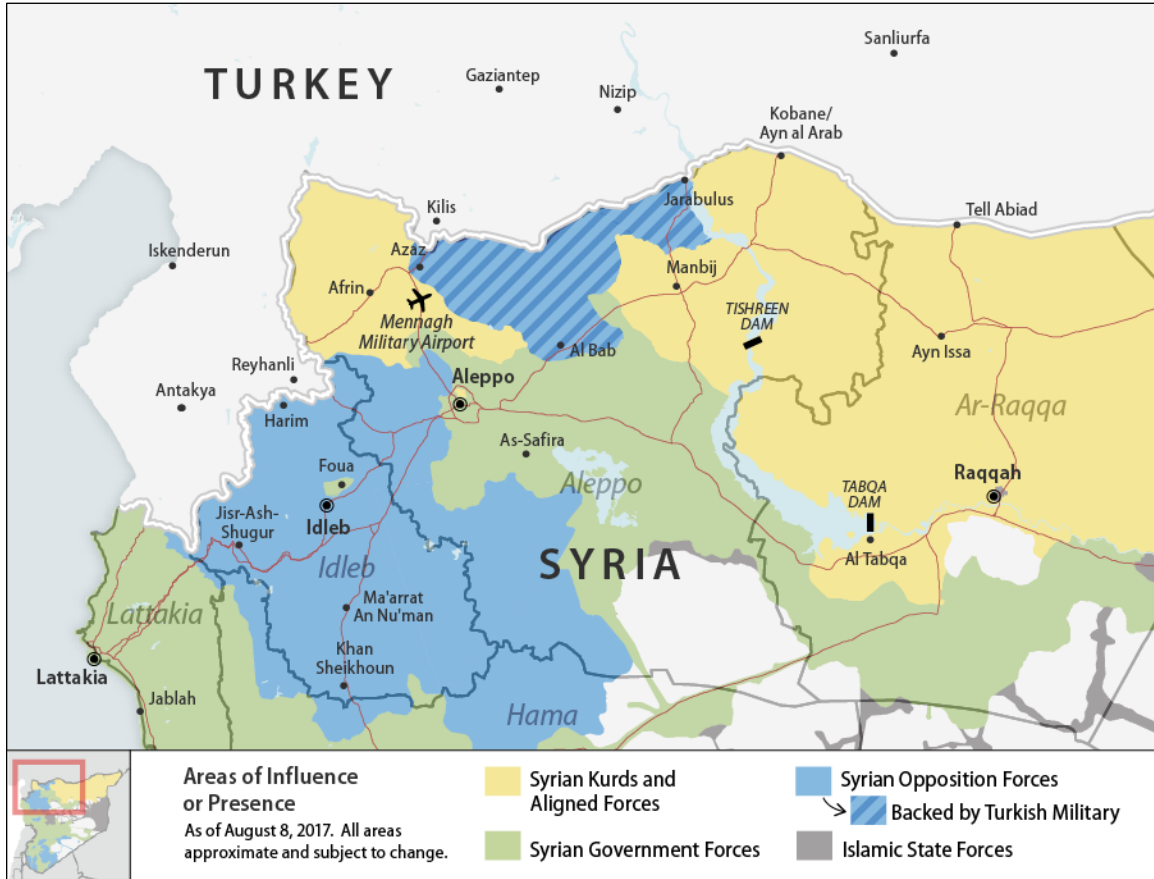 Sanliurfa
TURKEY
Gaziantep
Nizip
Kobane/
Ayn al Arab
Jarabulus
Kilis
Tell Abiad
Iskenderun
Azaz
Manbij
Afrin
TISHREEN
DAM
Mennagh
Military Airport
Al Bab
Ayn Issa
Reyhanli
Aleppo
Antakya
Harim
Ar-Raqqa
As-Safira
Foua
Aleppo
Raqqah
TABQA
DAM
Idleb
Jisr-Ash-
Shugur
Al Tabqa
SYRIA
Idleb
Lattakia
Ma'arrat
An Nu'man
Khan
Sheikhoun
Lattakia
Jablah
Hama
Areas of Influence
or Presence
As of August 8, 2017. All areas
approximate and subject to change.
Syrian Kurds and
Aligned Forces
Syrian Government Forces
Syrian Opposition Forces
Backed by Turkish Military
Islamic State Forces